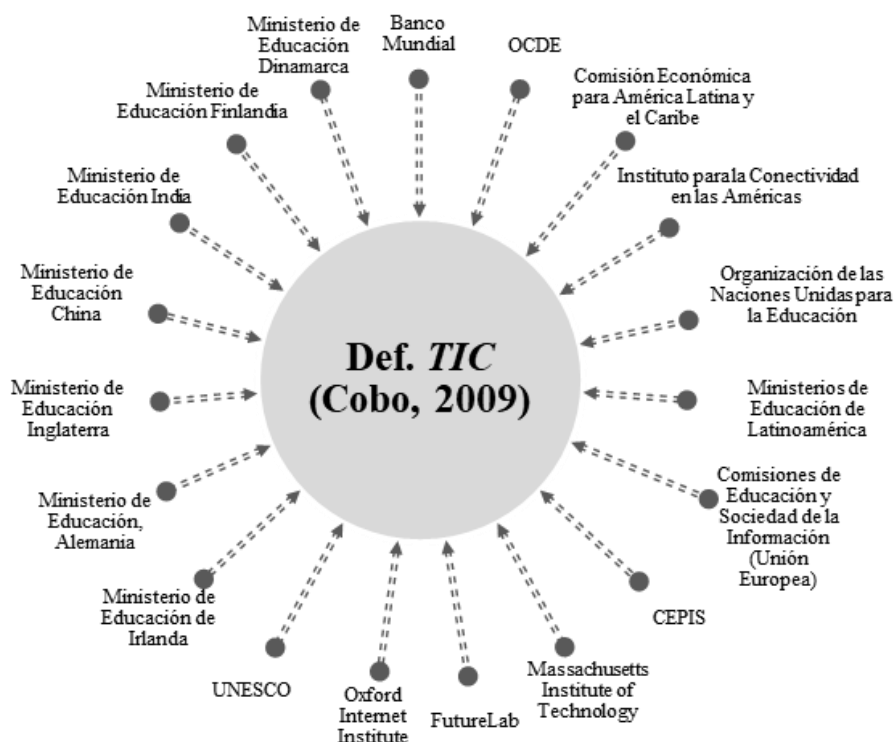 Banco
Mundial
OCDE
Comisión Económica
para América Latina y
el Caribe
Instituto para la Conectividad
en las Américas
Organización de las
Naciones Unidas para
la Educación
Ministerios de
Educación de
Latinoamérica
Comisiones de
Educación y
Sociedad de la
Información
(Unión
Europea)
CEPIS
Massachusetts
Institute of
Technology
FutureLab
Oxford
Internet
Institute
UNESCO
Ministerio de
Educación de
Irlanda
Ministerio de
Educación,
Alemania
Ministerio de
Educación
Inglaterra
Ministerio de
Educación
China
Ministerio de
Educación India
Ministerio de
Educación Finlandia
Ministerio de
Educación
Dinamarca
Def. TIC
(Cobo, 2009)